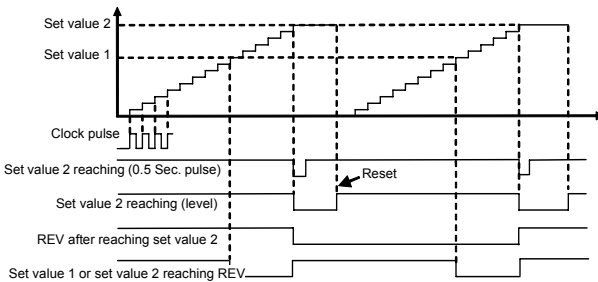 Set value 2
Set value 1
Clock pulse
Set value 2 reaching (0.5 Sec. pulse)
Reset
Set value 2 reaching (level)
REV after reaching set value 2
Set value 1 or set value 2 reaching REV